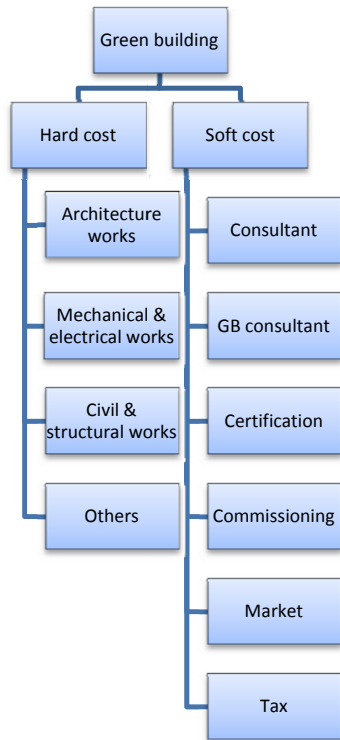 Green building
Hard cost
Soft cost
Architecture
works
Mechanical &
electrical works
Civil &
structural works
Others
Consultant
GB consultant
Certification
Commissioning
Market
Tax